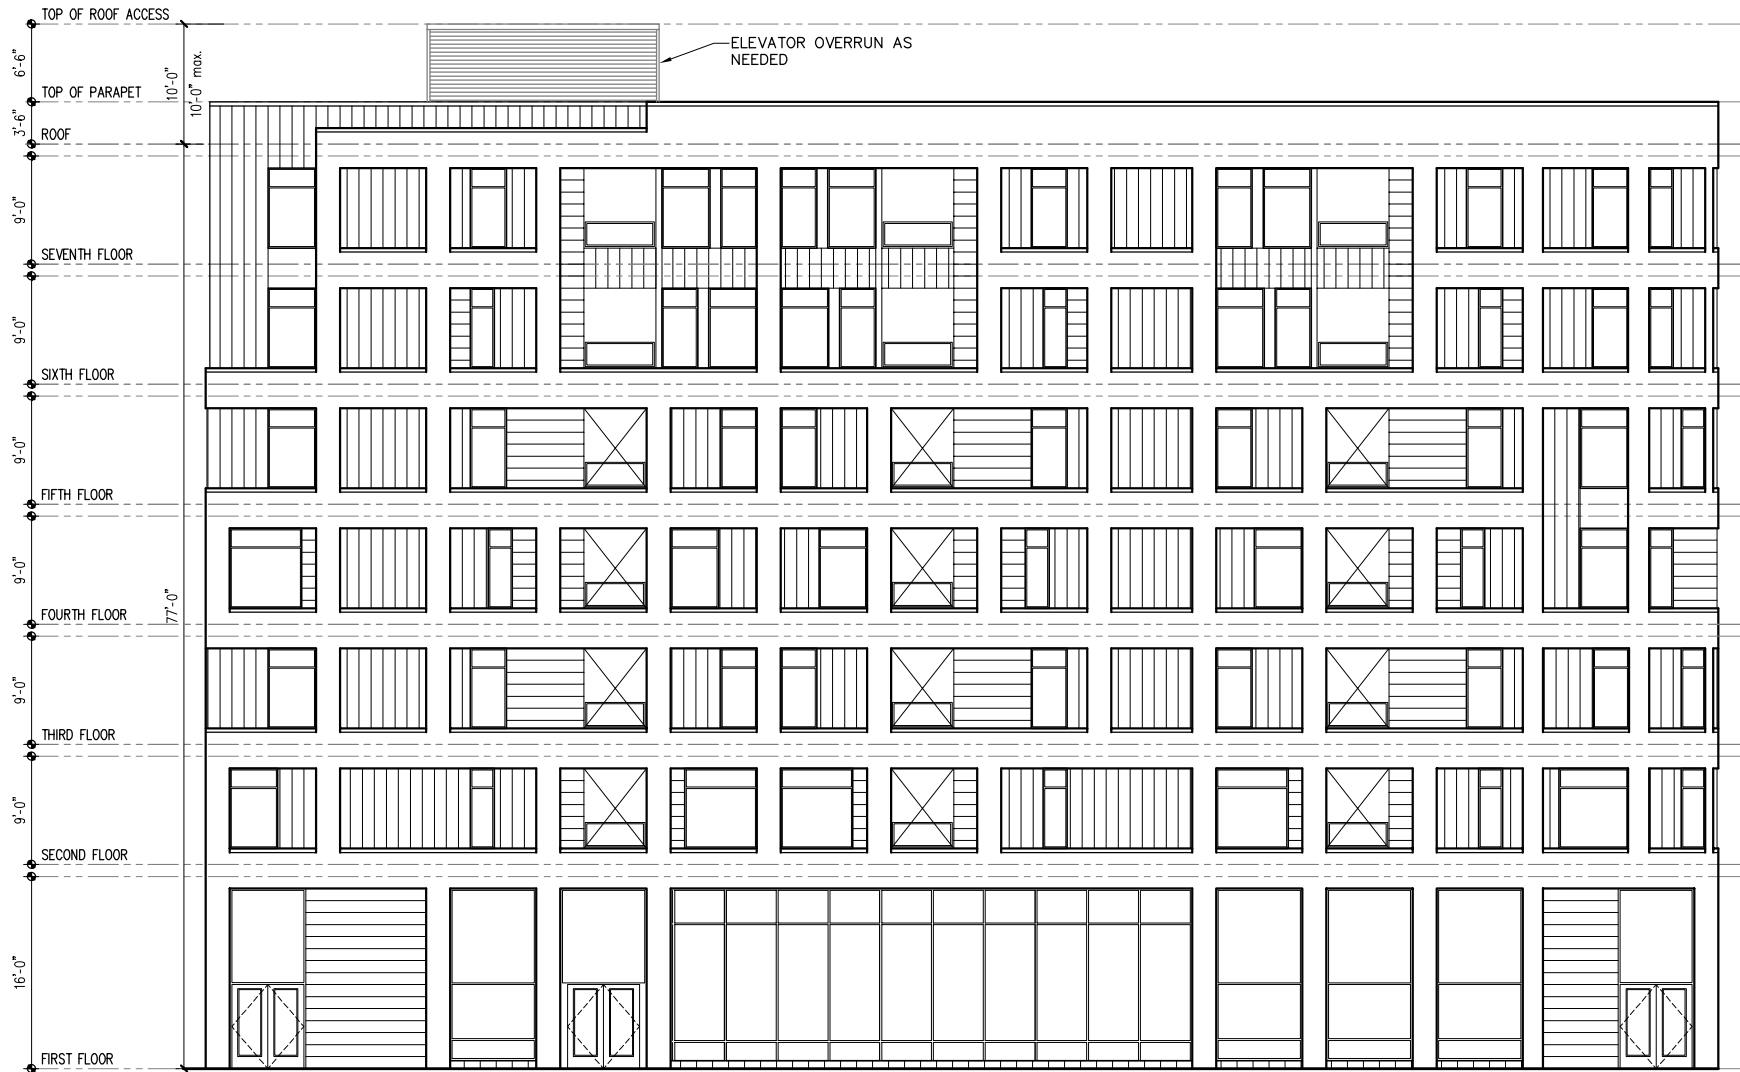 TOP OF ROOF ACCESS
6'-6"
10'-0"
10'-0" max.
ELEVATOR OVERRUN AS
NEEDED
TOP OF PARAPET
3'-6"
ROOF
9'-0"
SEVENTH FLOOR
9'-0"
SIXTH FLOOR
9'-0"
FIFTH FLOOR
9'-0"
77'-0"
FOURTH FLOOR
9'-0"
THIRD FLOOR
9'-0"
SECOND FLOOR
16'-0"
FIRST FLOOR